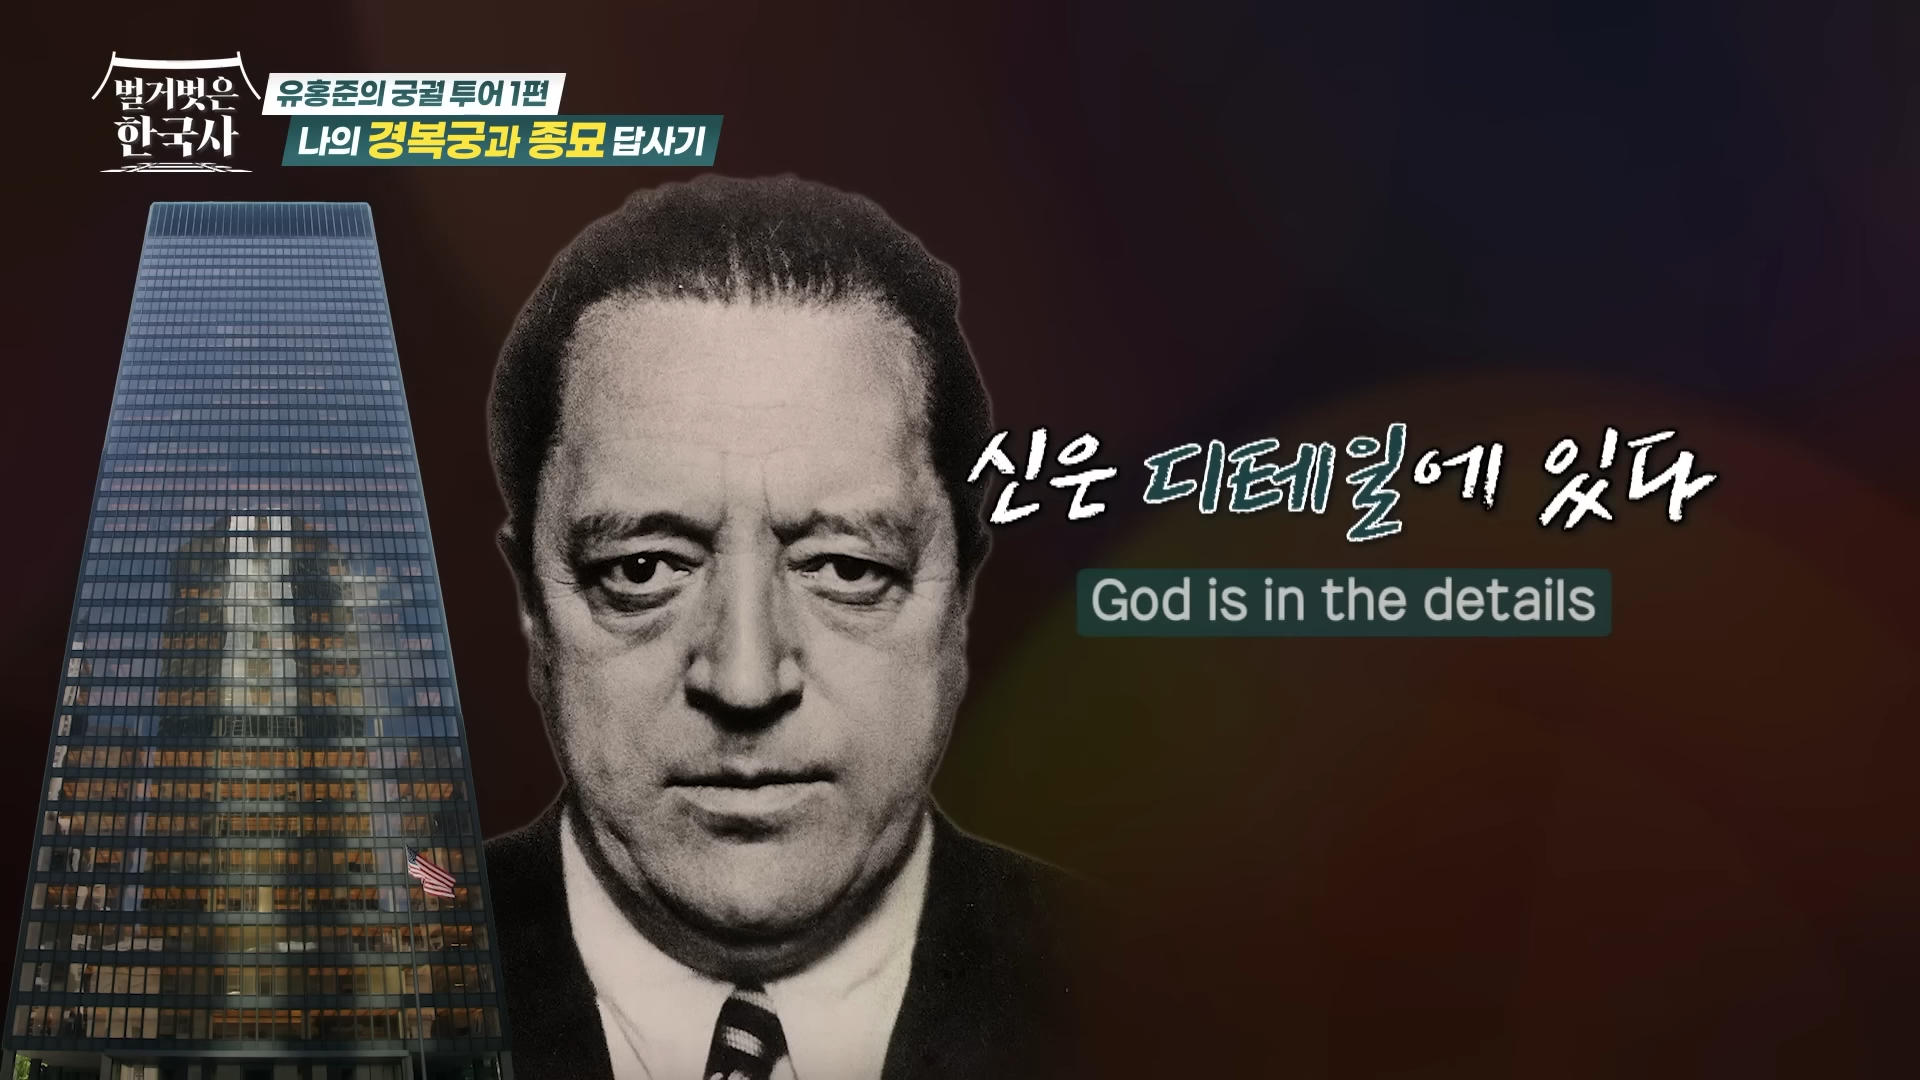 벌거벗은
한국사
유홍준의 궁궐 투어 1편
나의 경복궁과 종묘 답사기
신은 디테일에 있다
God is in the details